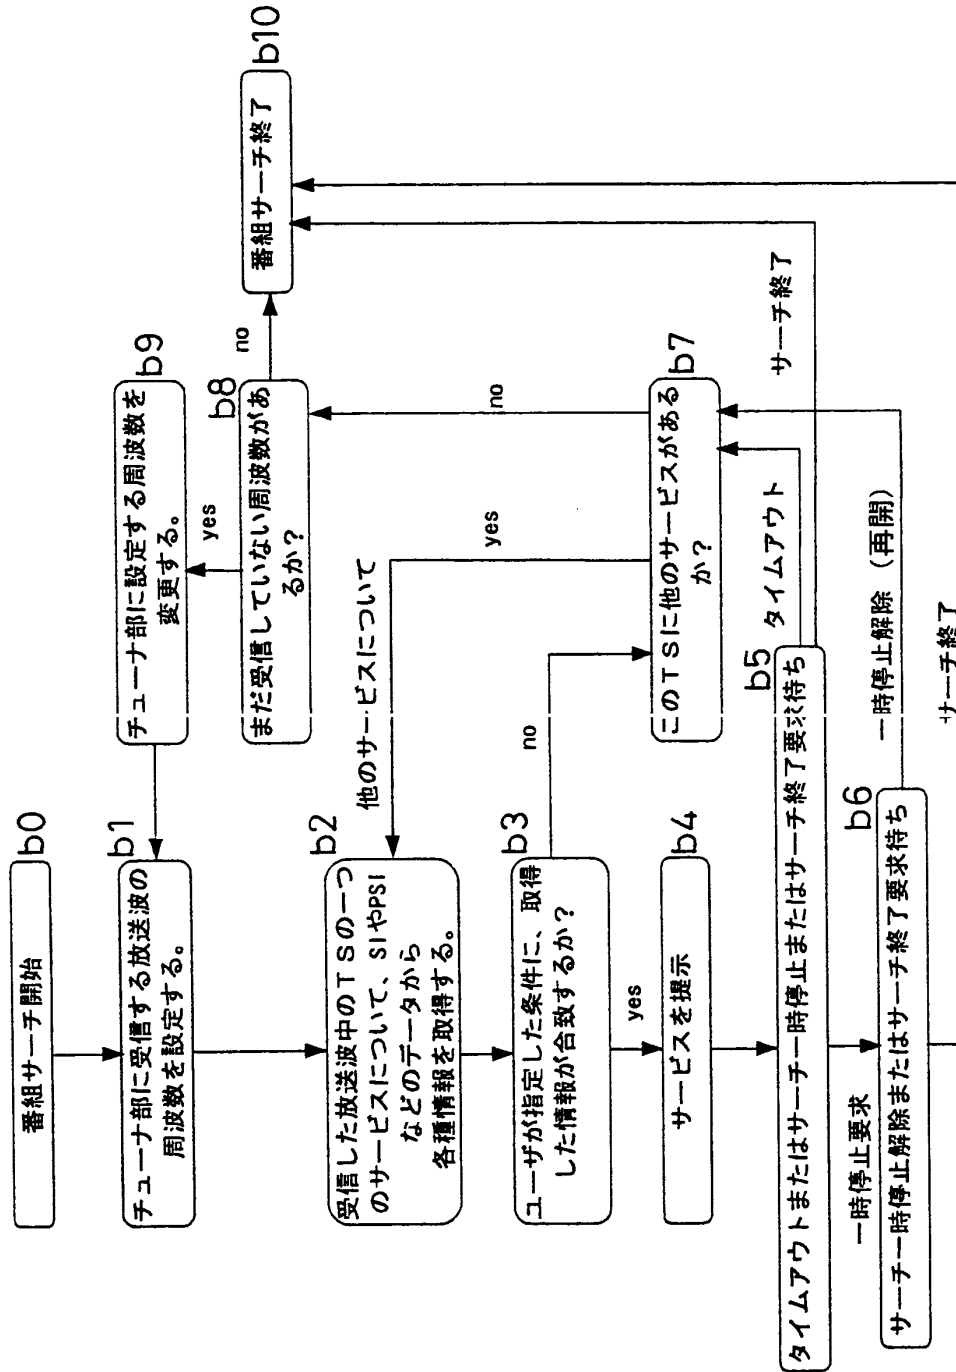 b0
番組サーチ開始
b1
チューナ部に受信する放送波の
周波数を設定する。
b2
受信した放送波中のTSの一つ
のサービスについて、SIやPSI
などのデータから
各種情報を取得する。
他のサービスについて
b3
ユーザが指定した条件に、取得
した情報が合致するか？
no
yes
b4
サービスを提示
b5
タイムアウトまたはサーチ一時停止またはサーチ終了要求待ち
タイムアウト
サーチ終了
一時停止要求
b6
サーチ一時停止解除またはサーチ終了要求待ち
一時停止解除（再開）
サーチ終了
b7
このTSに他のサービスがある
か？
yes
no
b8
まだ受信していない周波数があ
るか？
yes
no
b9
チューナ部に設定する周波数を
変更する。
b10
番組サーチ終了